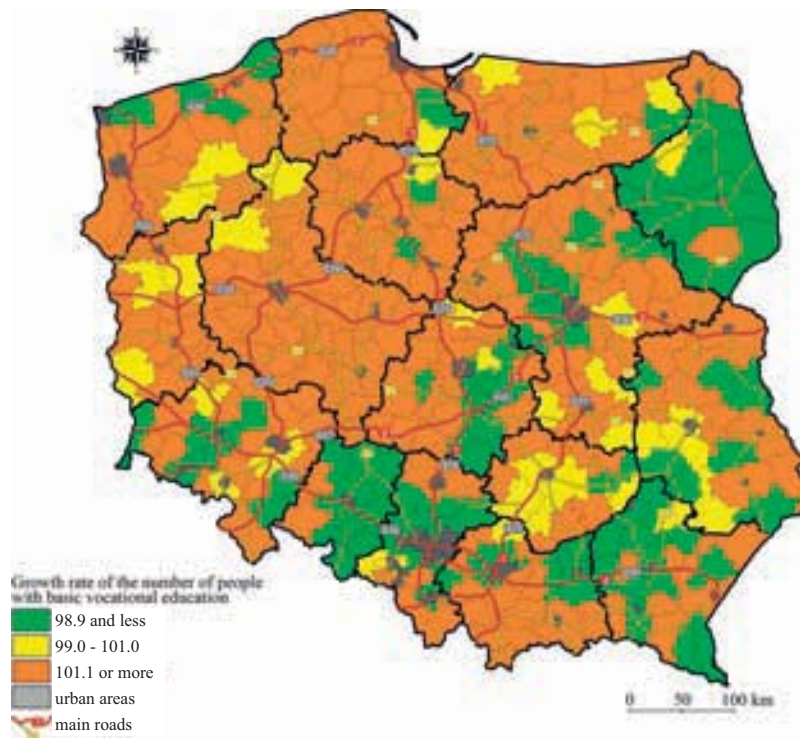 Growth rate of the number of people
with basic vocational education
98.9 and less
99.0 - 101.0
101.1 or more
urban areas
main roads
0 50 100 km